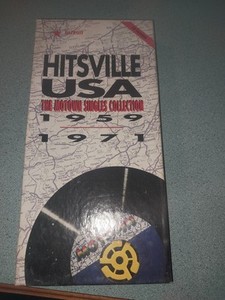 HITSVILLE
USA
THE MOTOWN SINGLES COLLECTION
1959
1971